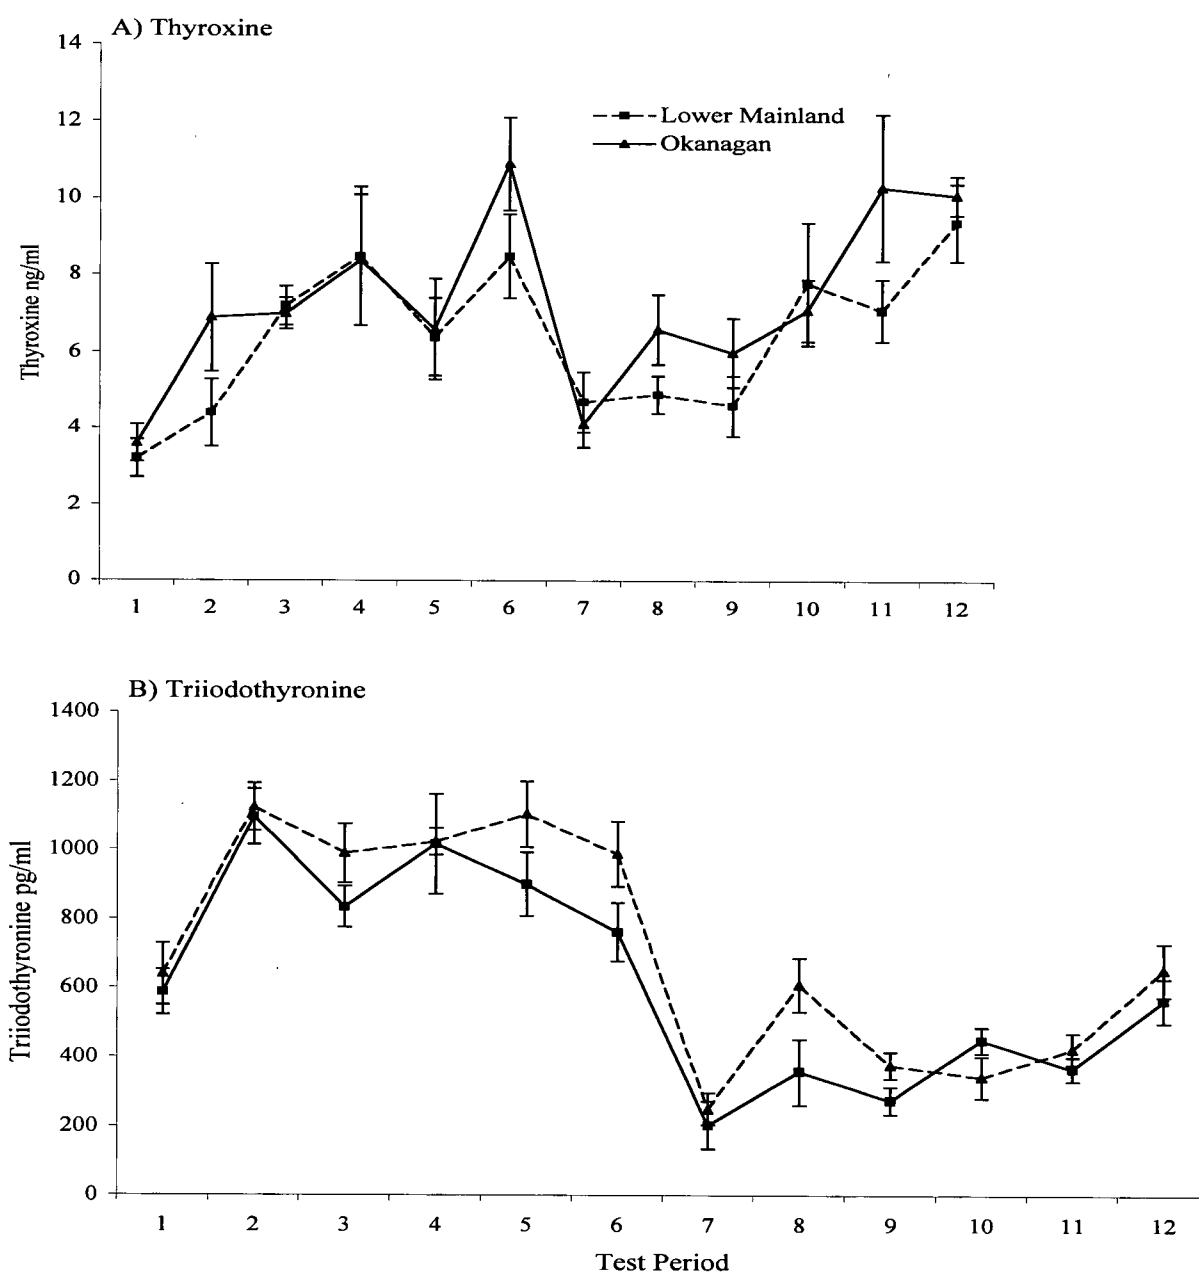 A) Thyroxine
14
12
10
8
6
4
2
0
Thyroxine ng/ml
Lower Mainland
Okanagan
1 2 3 4 5 6 7 8 9 10 11 12
B) Triiodothyronine
1400
1200
1000
800
600
400
200
0
Triiodothyronine pg/ml
1 2 3 4 5 6 7 8 9 10 11 12
Test Period